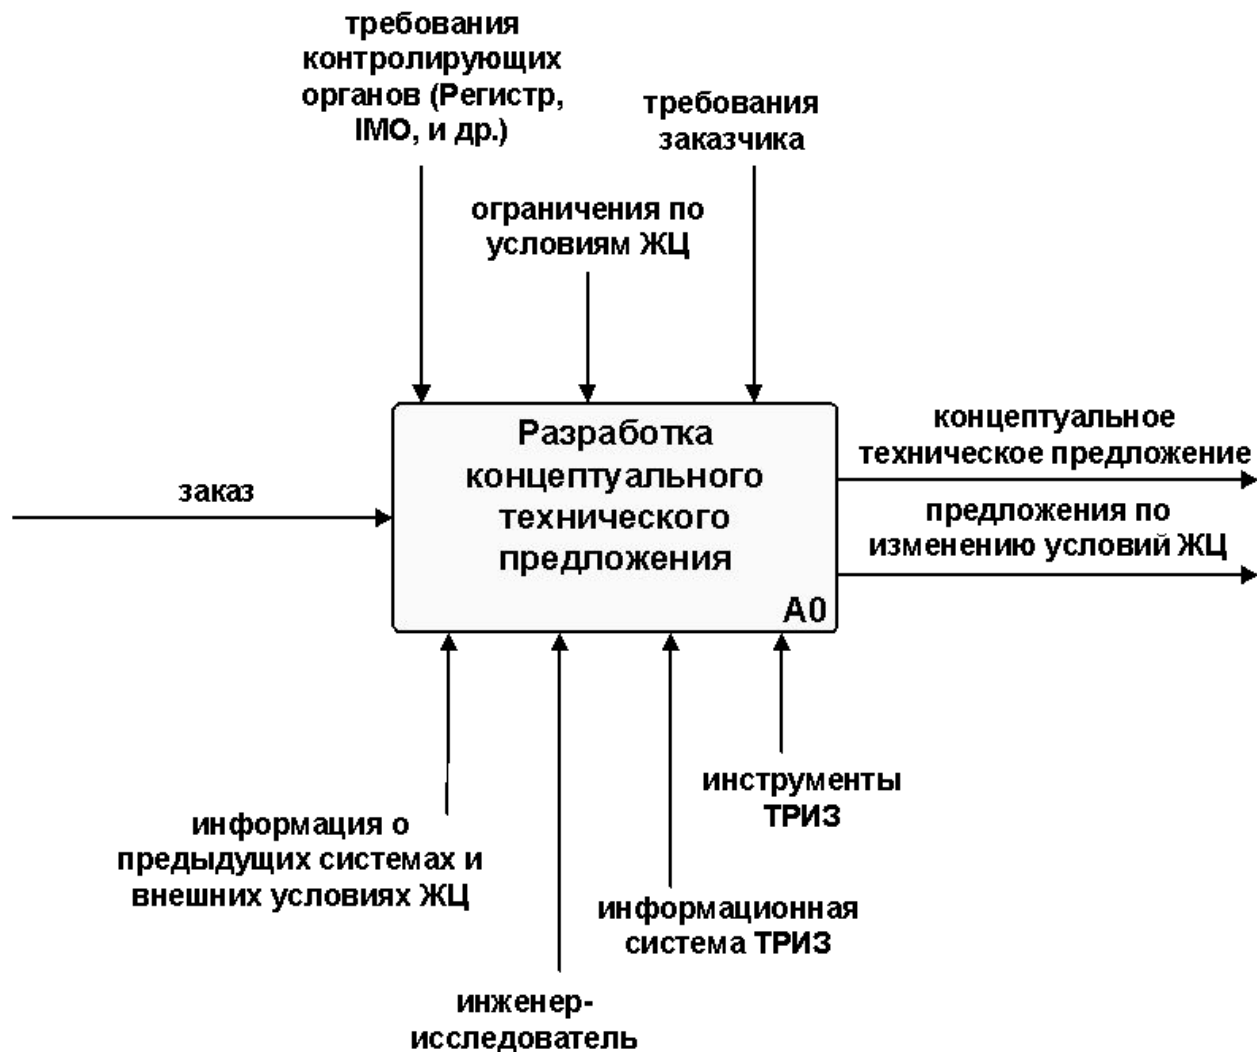 требования
контролирующих
органов (Регистр,
IMO, и др.)
требования
заказчика
ограничения по
условиям ЖЦ
заказ
Разработка
концептуального
технического
предложения
A0
концептуальное
техническое предложение
предложения по
изменению условий ЖЦ
информация о
предыдущих системах и
внешних условиях ЖЦ
инженер-
исследователь
информационная
система ТРИЗ
инструменты
ТРИЗ